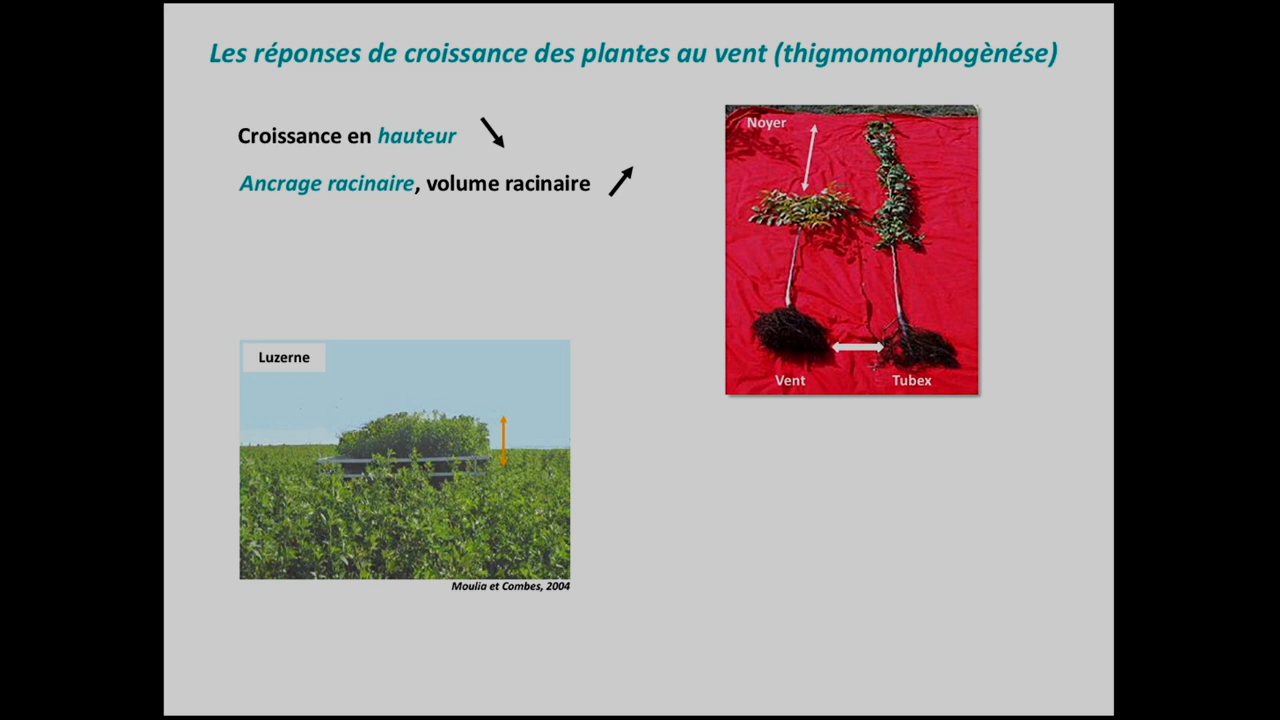 Les réponses de croissance des plantes au vent (thigmomorphogènése)
Croissance en hauteur
Ancrage racinaire, volume racinaire
Noyer
Vent
Tubex
Luzerne
Moulia et Combes, 2004